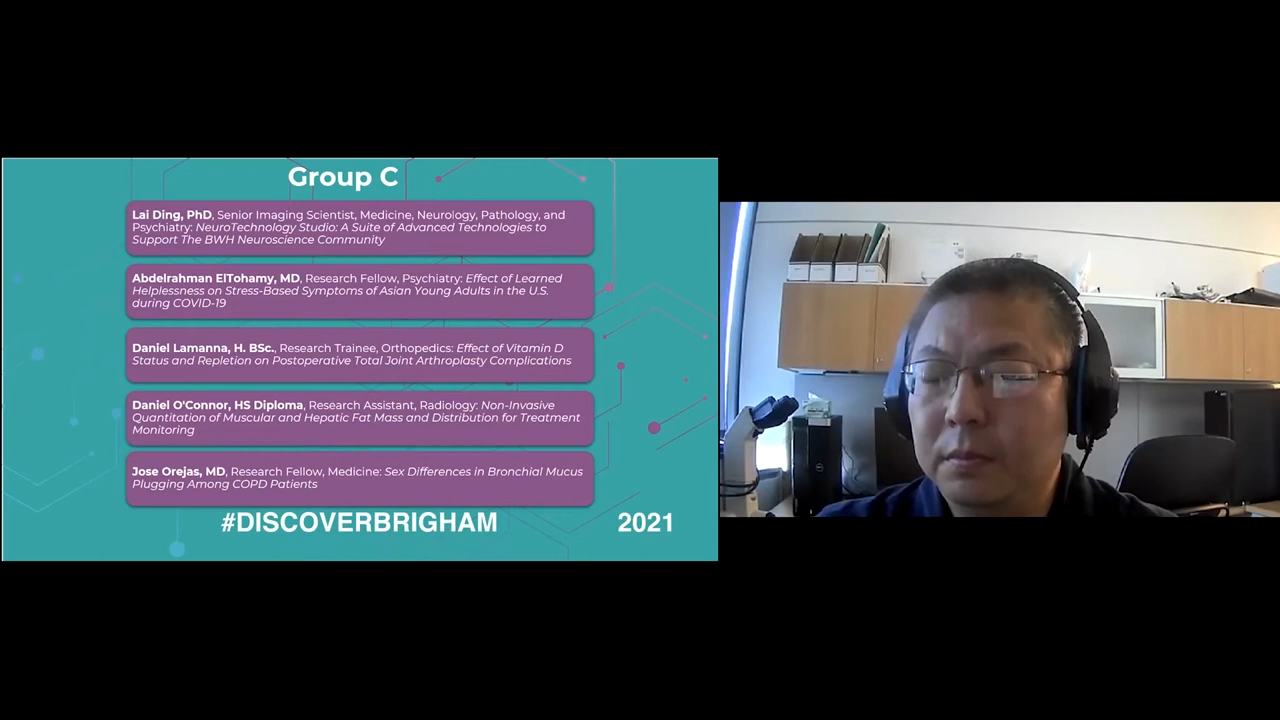 Group C
Lai Ding, PhD, Senior Imaging Scientist, Medicine, Neurology, Pathology, and
Psychiatry: NeuroTechnology Studio: A Suite of Advanced Technologies to
Support The BWH Neuroscience Community
Abdelrahman ElTohamy, MD, Research Fellow, Psychiatry: Effect of Learned
Helplessness on Stress-Based Symptoms of Asian Young Adults in the U.S.
during COVID-19
Daniel Lamanna, H. BSc., Research Trainee, Orthopedics: Effect of Vitamin D
Status and Repletion on Postoperative Total Joint Arthroplasty Complications
Daniel O'Connor, HS Diploma, Research Assistant, Radiology: Non-Invasive
Quantitation of Muscular and Hepatic Fat Mass and Distribution for Treatment
Monitoring
Jose Orejas, MD, Research Fellow, Medicine: Sex Differences in Bronchial Mucus
Plugging Among COPD Patients
#DISCOVERBRIGHAM 2021